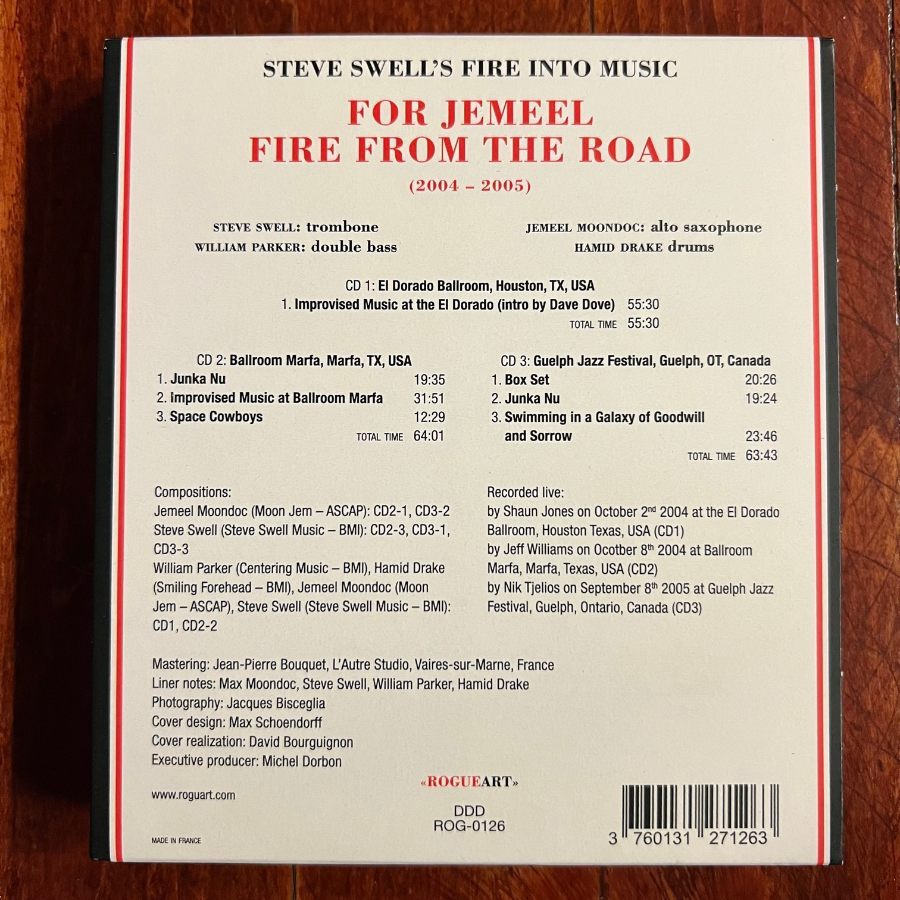 STEVE SWELL'S FIRE INTO MUSIC
FOR JEMEEL
FIRE FROM THE ROAD
(2004 – 2005)
STEVE SWELL: trombone
WILLIAM PARKER: double bass
JEMEEL MOONDOC: alto saxophone
HAMID DRAKE drums
CD 1: El Dorado Ballroom, Houston, TX, USA
1. Improvised Music at the El Dorado (intro by Dave Dove) 55:30
TOTAL TIME 55:30
CD 2: Ballroom Marfa, Marfa, TX, USA
1. Junka Nu 19:35
2. Improvised Music at Ballroom Marfa 31:51
3. Space Cowboys 12:29
TOTAL TIME 64:01
CD 3: Guelph Jazz Festival, Guelph, OT, Canada
1. Box Set 20:26
2. Junka Nu 19:24
3. Swimming in a Galaxy of Goodwill
and Sorrow 23:46
TOTAL TIME 63:43
Compositions:
Jemeel Moondoc (Moon Jem – ASCAP): CD2-1, CD3-2
Steve Swell (Steve Swell Music – BMI): CD2-3, CD3-1,
CD3-3
William Parker (Centering Music – BMI), Hamid Drake
(Smiling Forehead – BMI), Jemeel Moondoc (Moon
Jem – ASCAP), Steve Swell (Steve Swell Music – BMI):
CD1, CD2-2
Recorded live:
by Shaun Jones on October 2nd 2004 at the El Dorado
Ballroom, Houston Texas, USA (CD1)
by Jeff Williams on Ocotber 8th 2004 at Ballroom
Marfa, Marfa, Texas, USA (CD2)
by Nik Tjelios on September 8th 2005 at Guelph Jazz
Festival, Guelph, Ontario, Canada (CD3)
Mastering: Jean-Pierre Bouquet, L'Autre Studio, Vaires-sur-Marne, France
Liner notes: Max Moondoc, Steve Swell, William Parker, Hamid Drake
Photography: Jacques Bisceglia
Cover design: Max Schoendorff
Cover realization: David Bourguignon
Executive producer: Michel Dorbon
«ROGUEART»
www.roguart.com
DDD
ROG-0126
MADE IN FRANCE
3 760131 271263